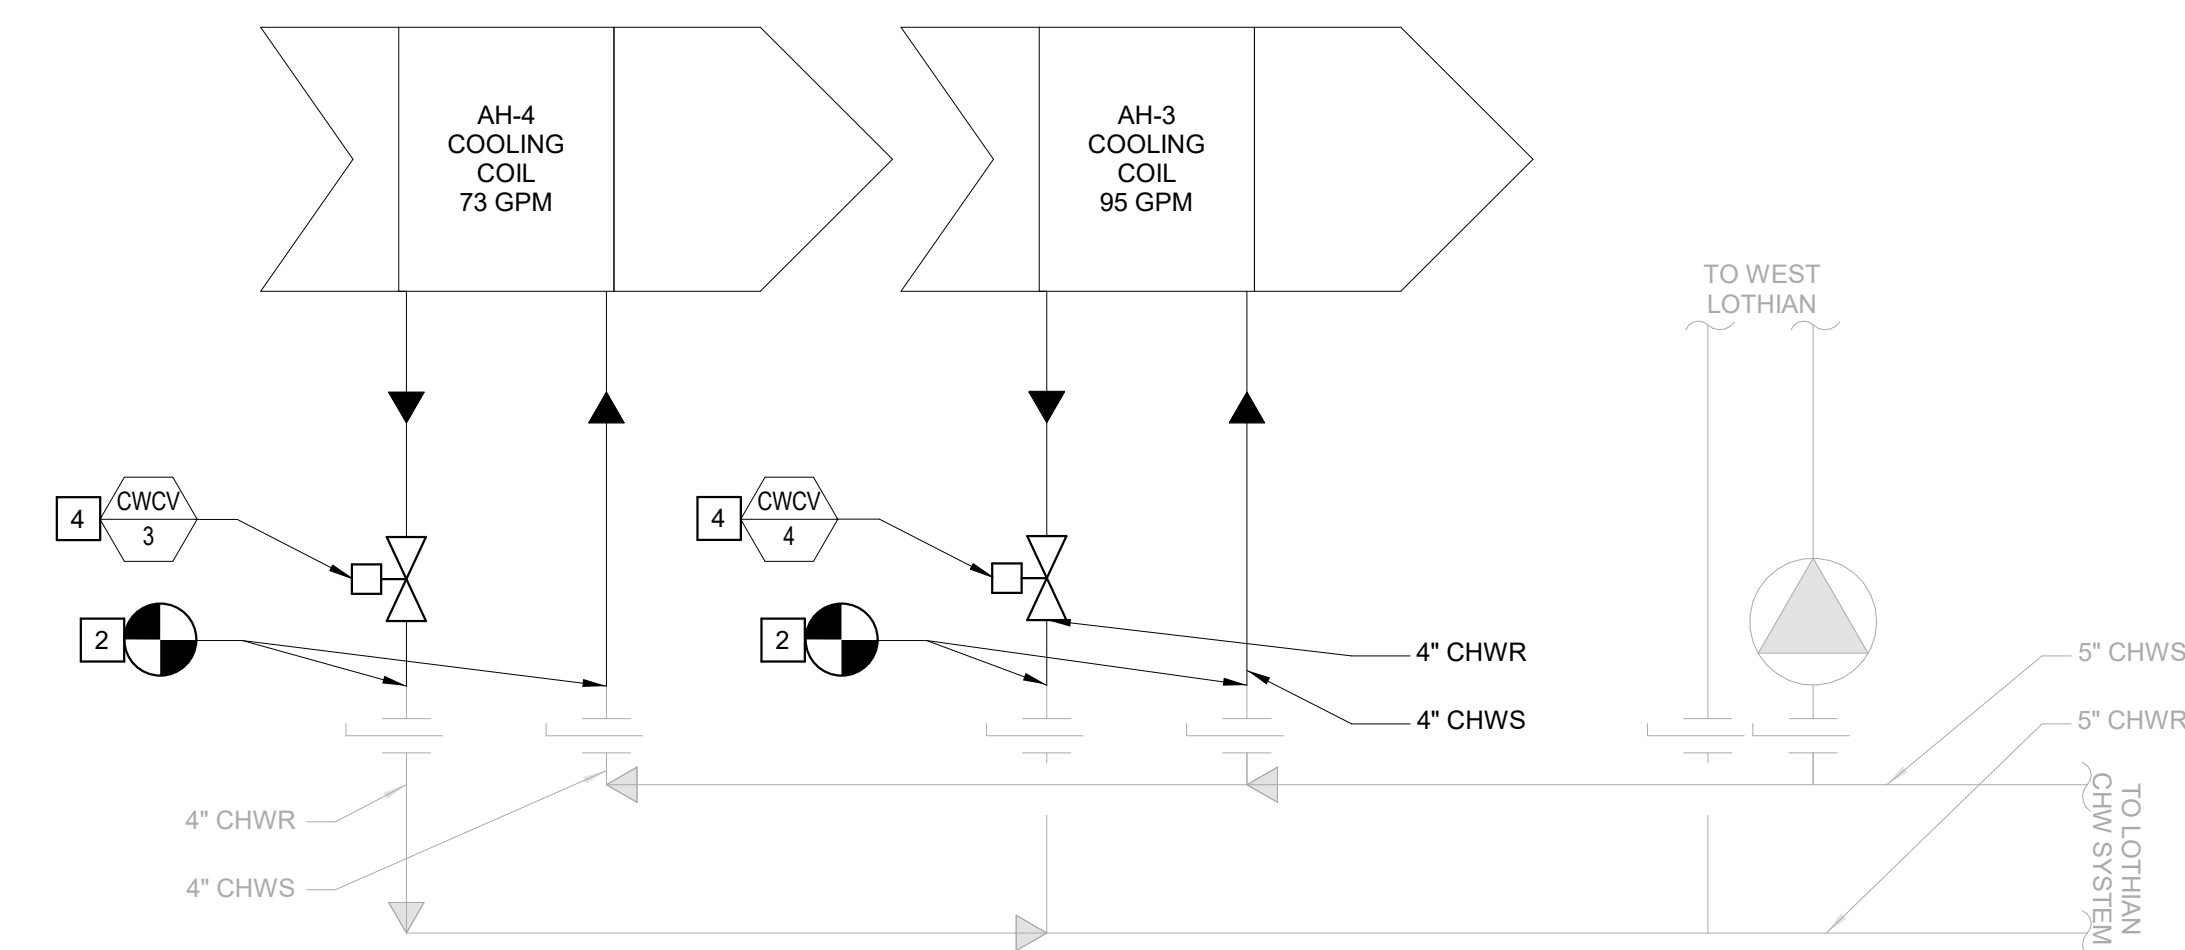 AH-4
COOLING
COIL
73 GPM
AH-3
COOLING
COIL
95 GPM
TO WEST
LOTHIAN
4
CWCV
3
4
CWCV
4
2
2
4" CHWR
4" CHWS
5" CHWS
5" CHWR
4" CHWR
4" CHWS
TO LOTHIAN
CHW SYSTEM